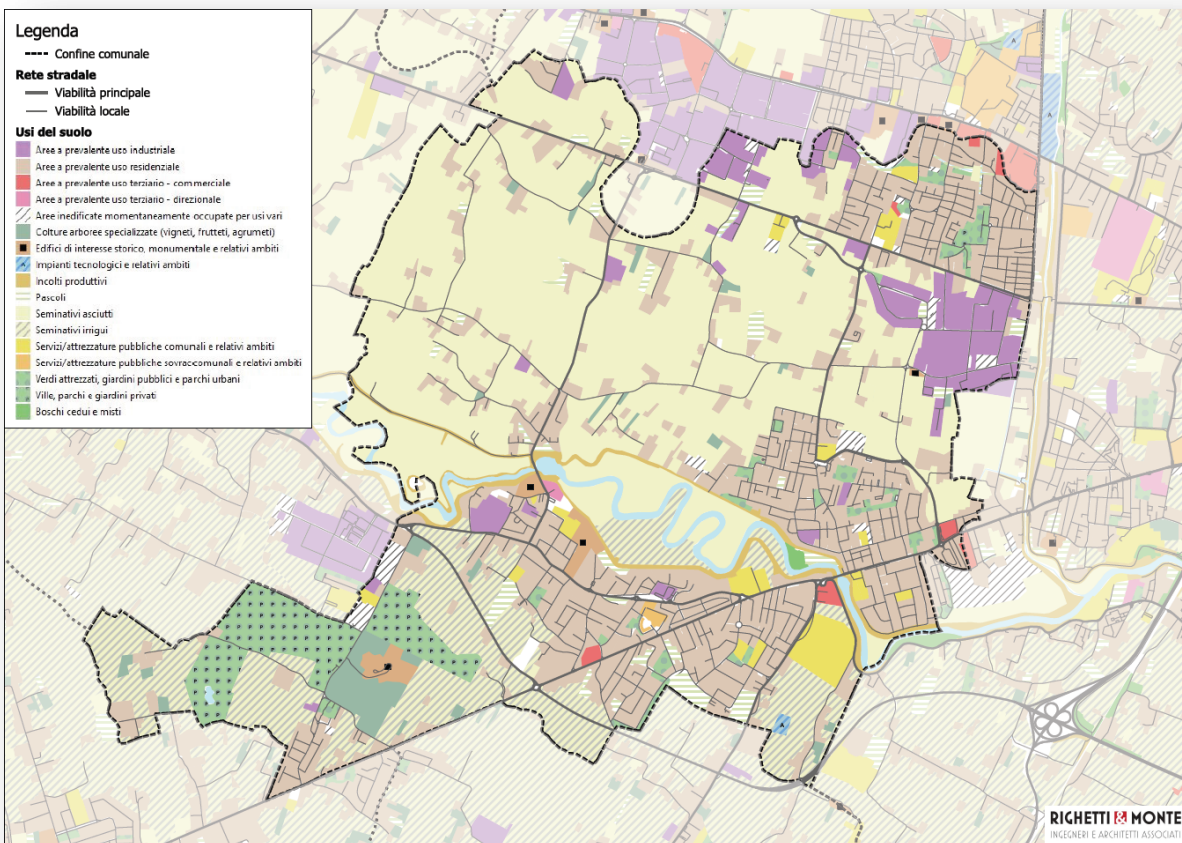 Legenda
Confine comunale
Rete stradale
Viabilità principale
Viabilità locale
Usi del suolo
Aree a prevalente uso industriale
Aree a prevalente uso residenziale
Aree a prevalente uso terziario - commerciale
Aree a prevalente uso terziario - direzionale
Aree inedificate momentaneamente occupate per usi vari
Colture arboree specializzate (vigneti, frutteti, agrumeti)
Edifici di interesse storico, monumentale e relativi ambiti
Impianti tecnologici e relativi ambiti
Incolti produttivi
Pascoli
Seminativi asciutti
Seminativi irrigui
Servizi/attrezzature pubbliche comunali e relativi ambiti
Servizi/attrezzature pubbliche sovraccomunali e relativi ambiti
Verdi attrezzati, giardini pubblici e parchi urbani
Ville, parchi e giardini privati
Boschi cedui e misti
RIGHETTI & MONTE
INGEGNERI E ARCHITETTI ASSOCIATI